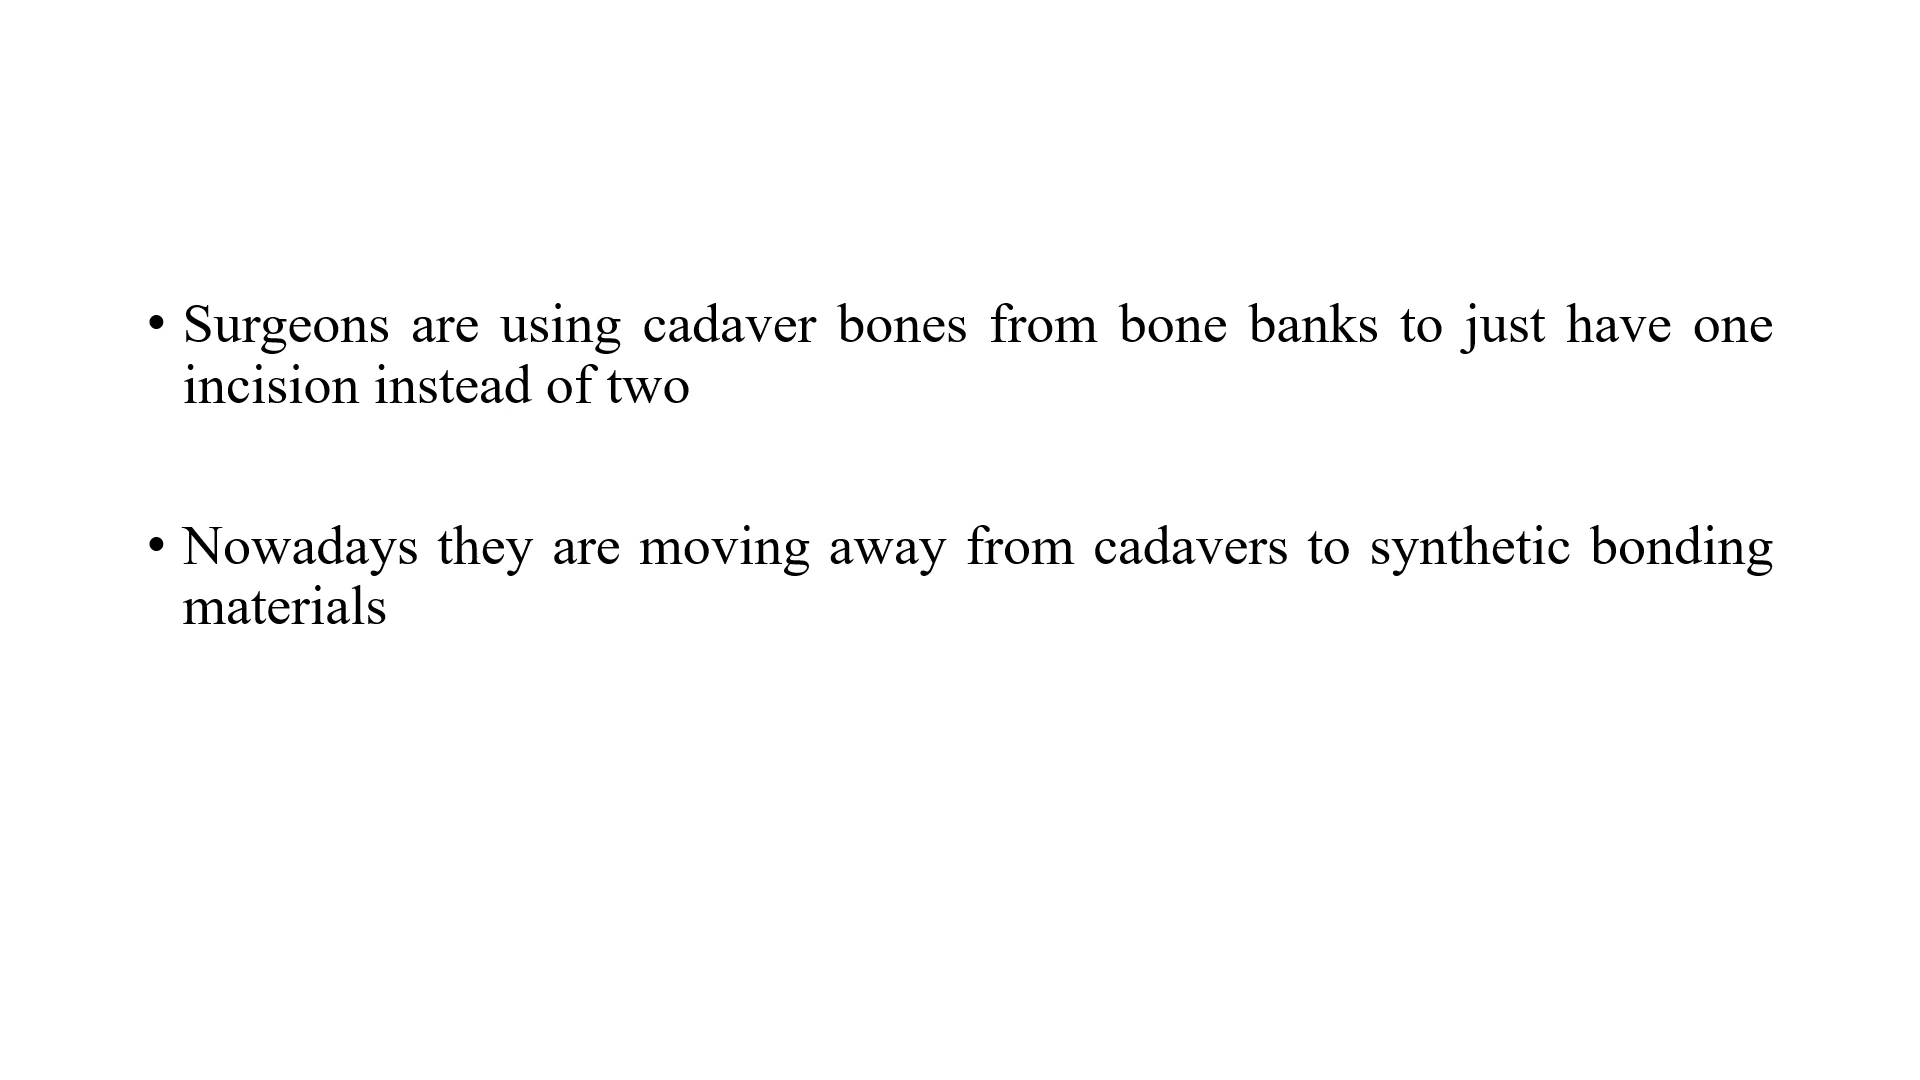 • Surgeons are using cadaver bones from bone banks to just have one
incision instead of two
• Nowadays they are moving away from cadavers to synthetic bonding
materials